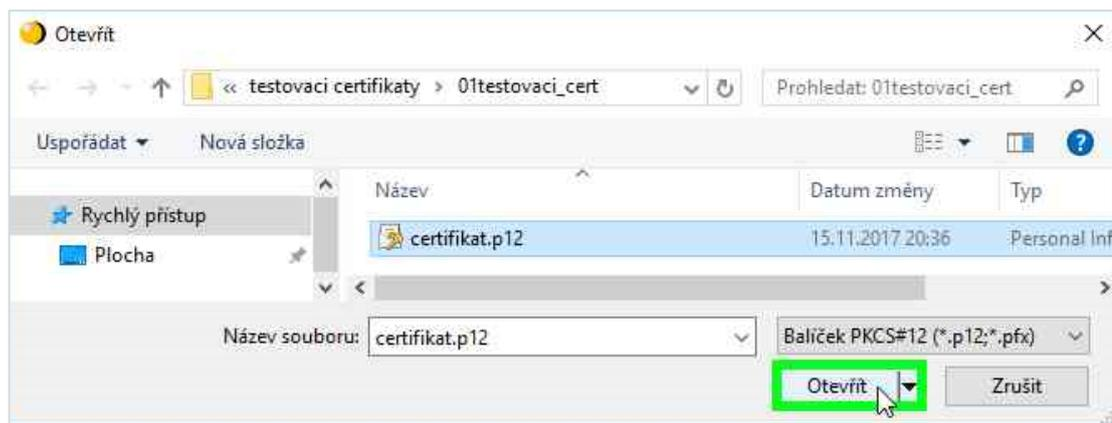 Otevřít
« testovaci certifikaty > 01testovaci_cert
Prohledat: 01testovaci_cert
Uspořádat
Nová složka
Název
Datum změny
Typ
Rychlý přístup
Plocha
certifikat.p12
15.11.2017 20:36
Personal Inf
Název souboru:
certifikat.p12
Balíček PKCS#12 (*.p12;*.pfx)
Otevřít
Zrušit